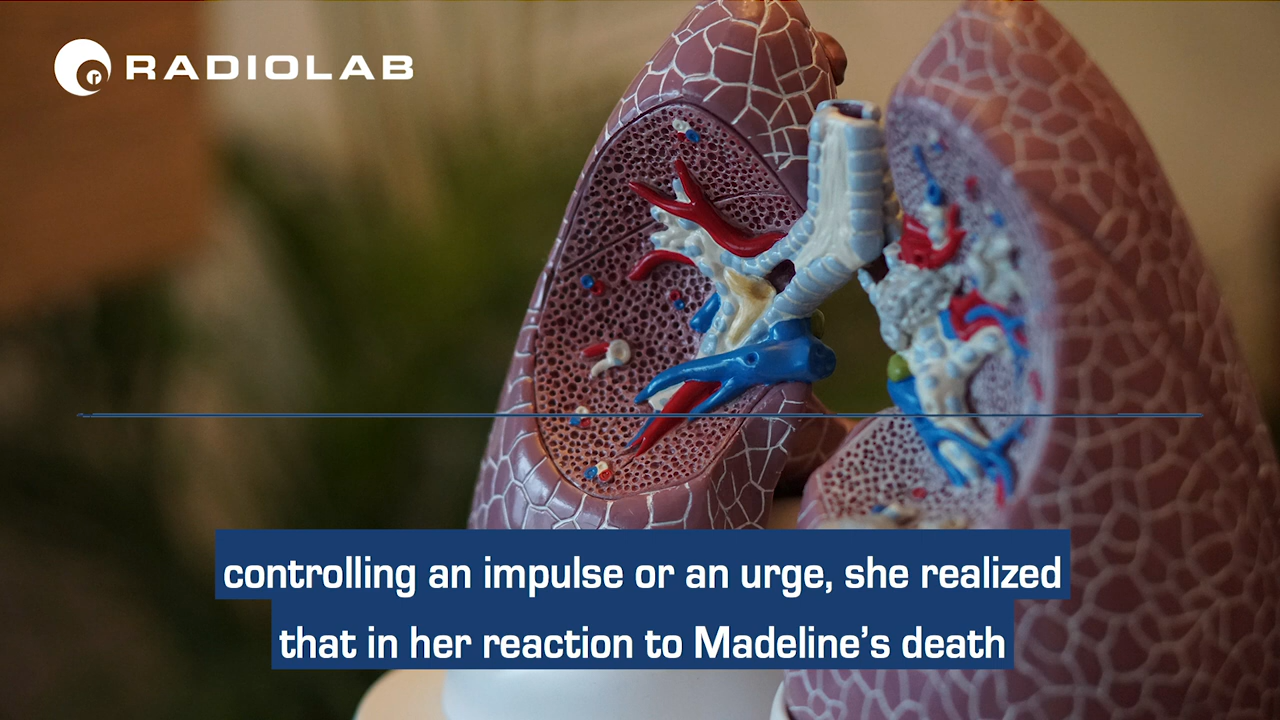 RADIOLAB
controlling an impulse or an urge, she realized
that in her reaction to Madeline’s death